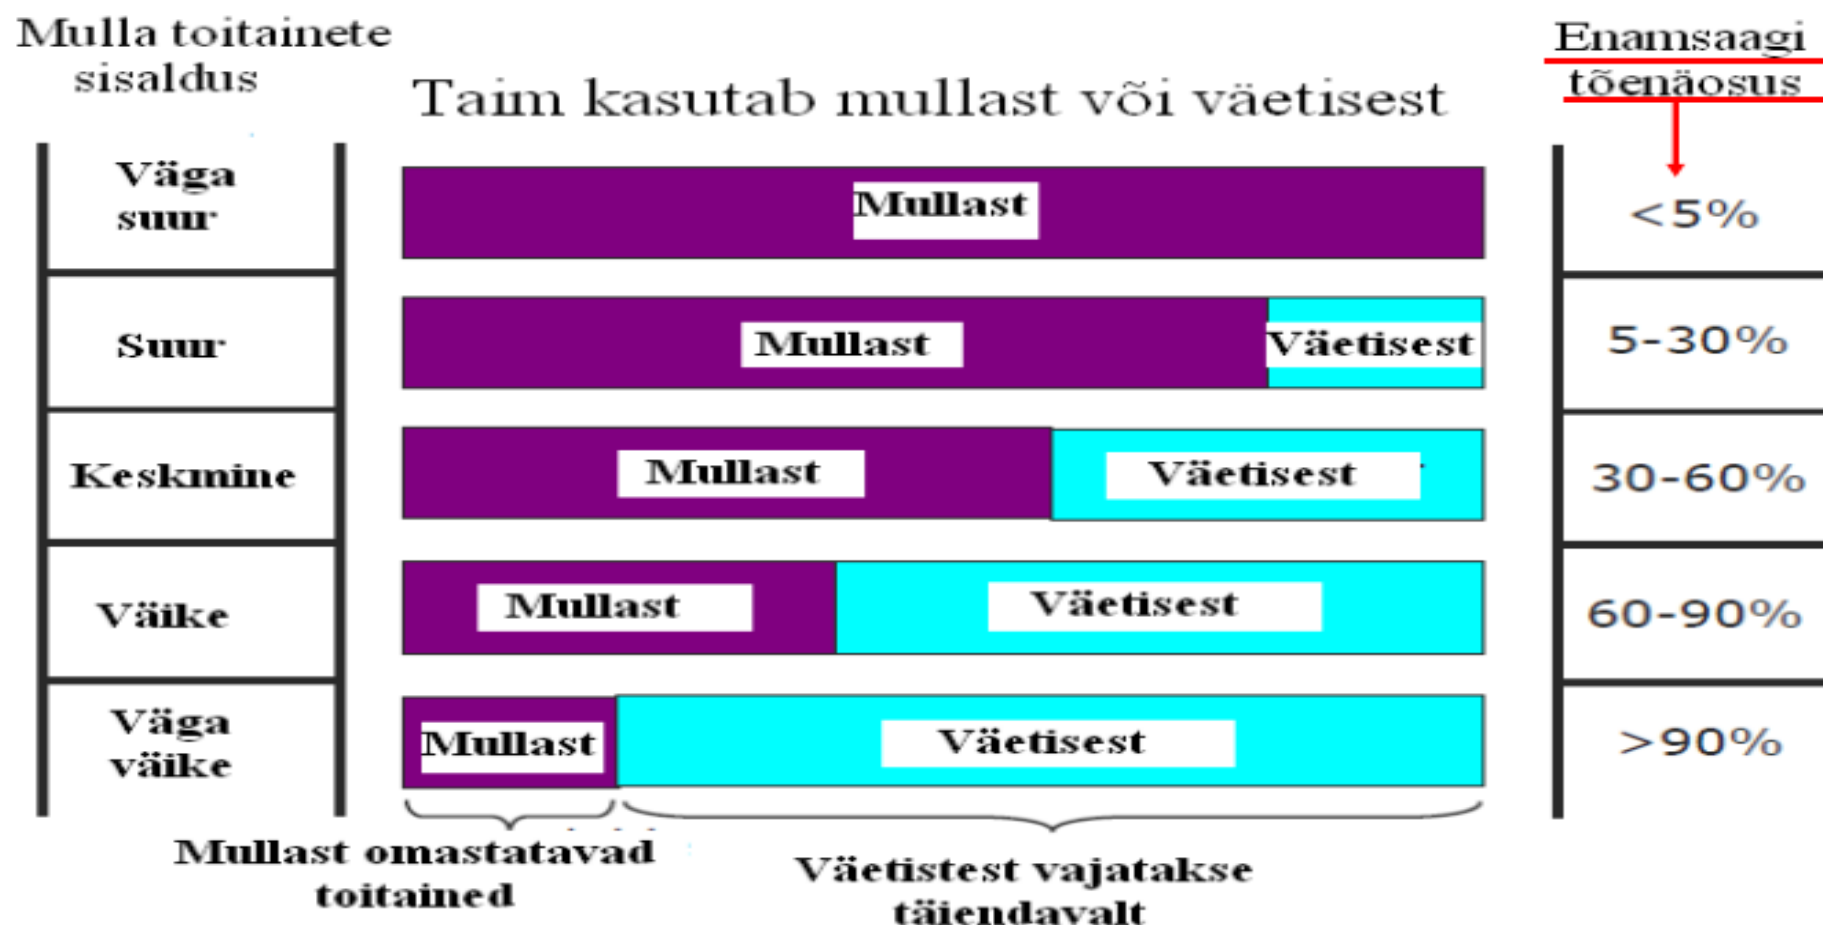 Mulla toitainete
sisaldus
Taim kasutab mullast või väetisest
Enamsaagi
tõenäosus
Väga
suur
Mullast
<5%
Suur
Mullast
Väetisest
5-30%
Keskmine
Mullast
Väetisest
30-60%
Väike
Mullast
Väetisest
60-90%
Väga
väike
Mullast
Väetisest
>90%
Mullast omastatavad
toitained
Väetistest vajatakse
täiendavalt